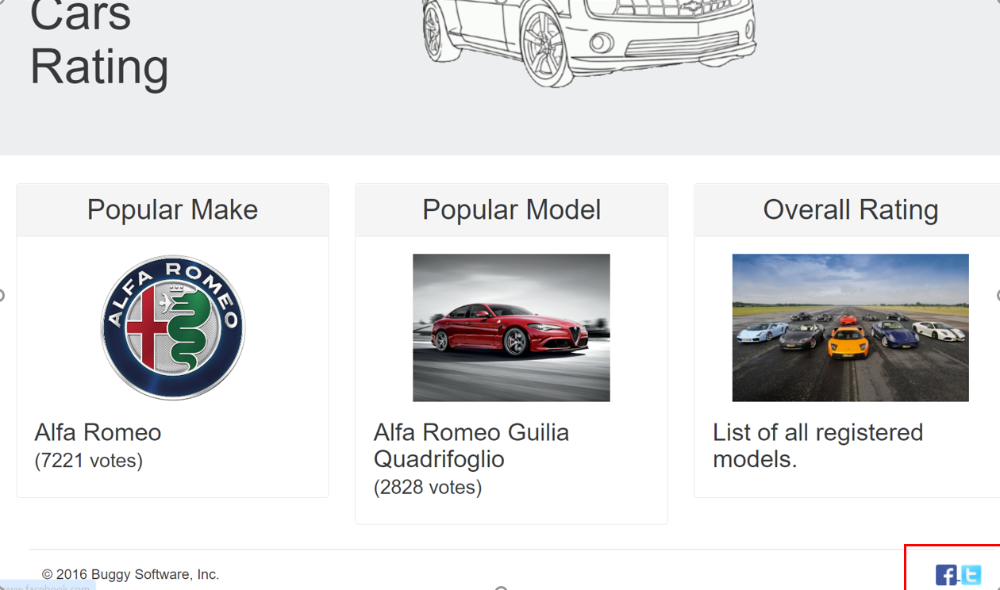 Cars
Rating
Popular Make
Popular Model
Overall Rating
ALFA ROMEO
Alfa Romeo
(7221 votes)
Alfa Romeo Guilia
Quadrifoglio
(2828 votes)
List of all registered
models.
© 2016 Buggy Software, Inc.
www.facebook.com